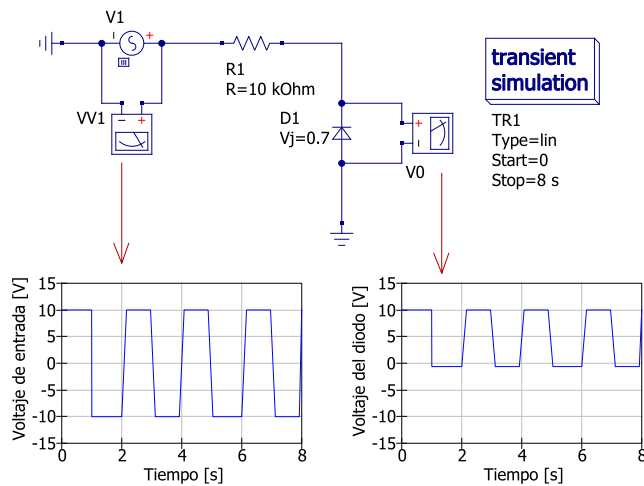 V1
R1
R=10 kOhm
VV1
D1
Vj=0.7
V0
transient
simulation
TR1
Type=lin
Start=0
Stop=8 s
Voltaje de entrada [V]
15
10
5
0
-5
-10
-15
0
2
4
6
8
Tiempo [s]
Voltaje del diodo [V]
15
10
5
0
-5
-10
-15
0
2
4
6
8
Tiempo [s]